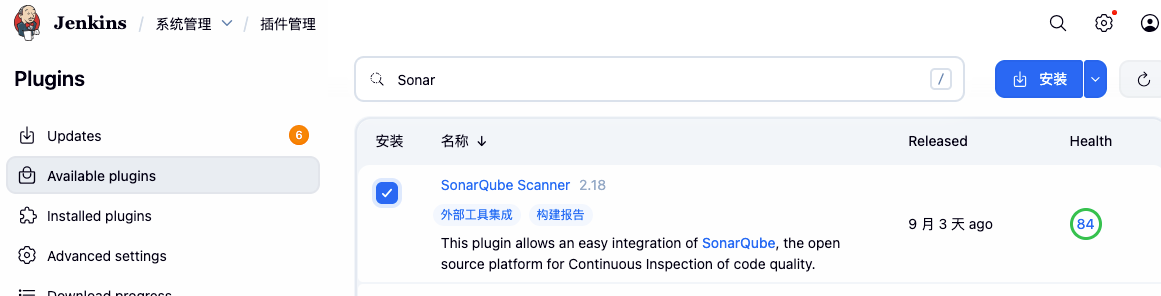 Jenkins / 系统管理 / 插件管理
Plugins
Sonar /
安装
Updates 6
Available plugins
Installed plugins
Advanced settings
Download progress
安装 名称 ↓ Released Health
SonarQube Scanner 2.18
外部工具集成 构建报告
This plugin allows an easy integration of SonarQube, the open
source platform for Continuous Inspection of code quality.
9 月 3 天 ago
84